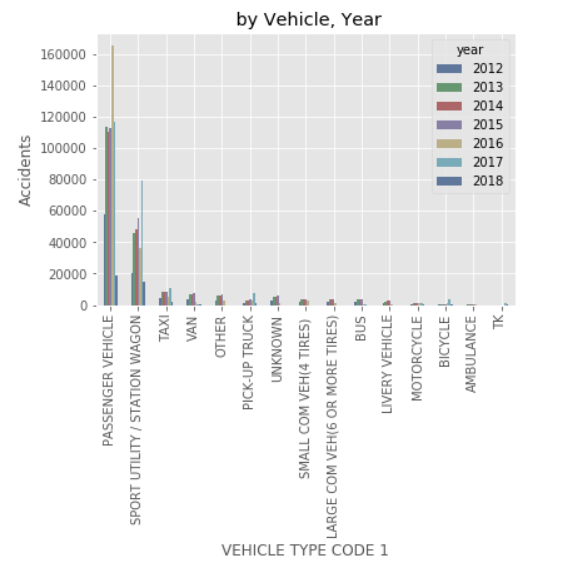 by Vehicle, Year
year
2012
2013
2014
2015
2016
2017
2018
Accidents
160000
140000
120000
100000
80000
60000
40000
20000
0
PASSENGER VEHICLE
SPORT UTILITY / STATION WAGON
TAXI
VAN
OTHER
PICK-UP TRUCK
UNKNOWN
SMALL COM VEH(4 TIRES)
LARGE COM VEH(6 OR MORE TIRES)
BUS
LIVERY VEHICLE
MOTORCYCLE
BICYCLE
AMBULANCE
TK
VEHICLE TYPE CODE 1